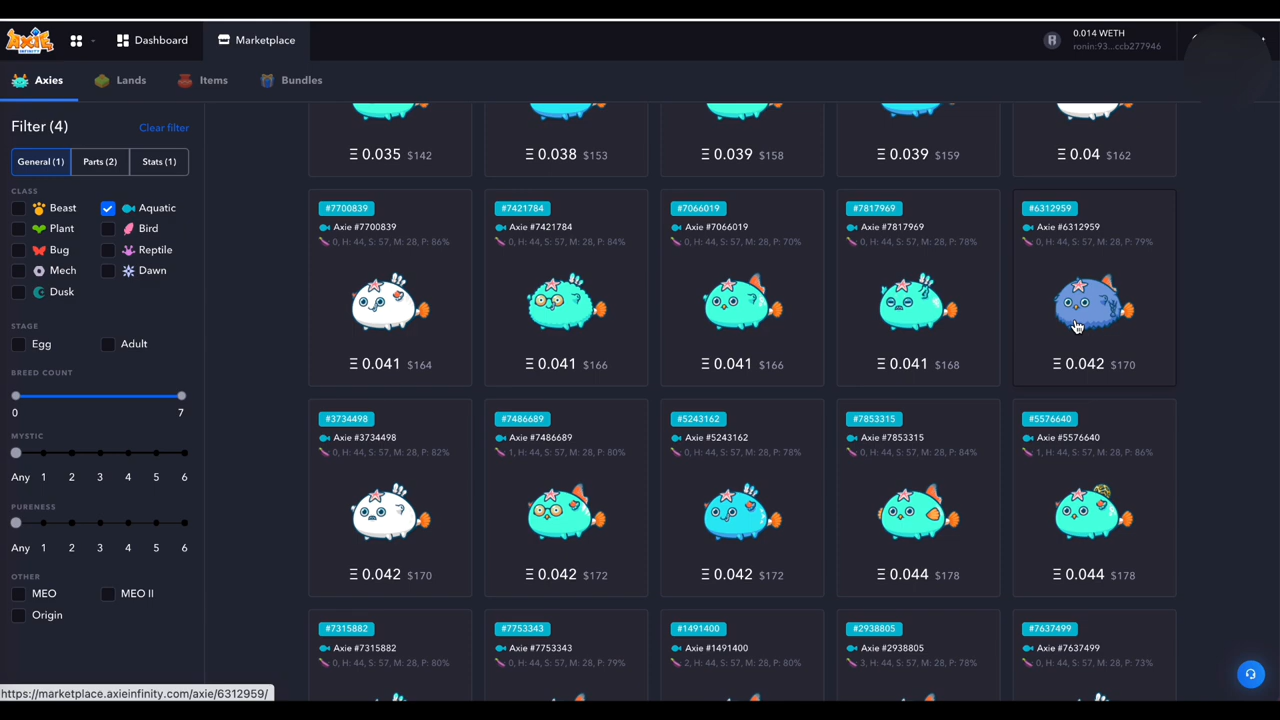 AXIE INFINITY
Dashboard
Marketplace
0.014 WETH
ronin:93...ccb277946
Axies
Lands
Items
Bundles
Filter (4)
Clear filter
General (1)
Parts (2)
Stats (1)
CLASS
Beast
Aquatic
Plant
Bird
Bug
Reptile
Mech
Dawn
Dusk
STAGE
Egg
Adult
BREED COUNT
0
7
MYSTIC
Any 1 2 3 4 5 6
PURENESS
Any 1 2 3 4 5 6
OTHER
MEO
MEO II
Origin
Ξ 0.035 $142
Ξ 0.038 $153
Ξ 0.039 $158
Ξ 0.039 $159
Ξ 0.04 $162
#7700839
Axie #7700839
0, H: 44, S: 57, M: 28, P: 86%
Ξ 0.041 $164
#7421784
Axie #7421784
0, H: 44, S: 57, M: 28, P: 84%
Ξ 0.041 $166
#7066019
Axie #7066019
0, H: 44, S: 57, M: 28, P: 70%
Ξ 0.041 $166
#7817969
Axie #7817969
0, H: 44, S: 57, M: 28, P: 78%
Ξ 0.041 $168
#6312959
Axie #6312959
0, H: 44, S: 57, M: 28, P: 79%
Ξ 0.042 $170
#3734498
Axie #3734498
0, H: 44, S: 57, M: 28, P: 82%
Ξ 0.042 $170
#7486689
Axie #7486689
1, H: 44, S: 57, M: 28, P: 80%
Ξ 0.042 $172
#5243162
Axie #5243162
0, H: 44, S: 57, M: 28, P: 78%
Ξ 0.042 $172
#7853315
Axie #7853315
0, H: 44, S: 57, M: 28, P: 84%
Ξ 0.044 $178
#5576640
Axie #5576640
1, H: 44, S: 57, M: 28, P: 86%
Ξ 0.044 $178
#7315882
Axie #7315882
0, H: 44, S: 57, M: 28, P: 80%
#7753343
Axie #7753343
0, H: 44, S: 57, M: 28, P: 79%
#1491400
Axie #1491400
2, H: 44, S: 57, M: 28, P: 80%
#2938805
Axie #2938805
3, H: 44, S: 57, M: 28, P: 78%
#7637499
Axie #7637499
0, H: 44, S: 57, M: 28, P: 73%
https://marketplace.axieinfinity.com/axie/6312959/